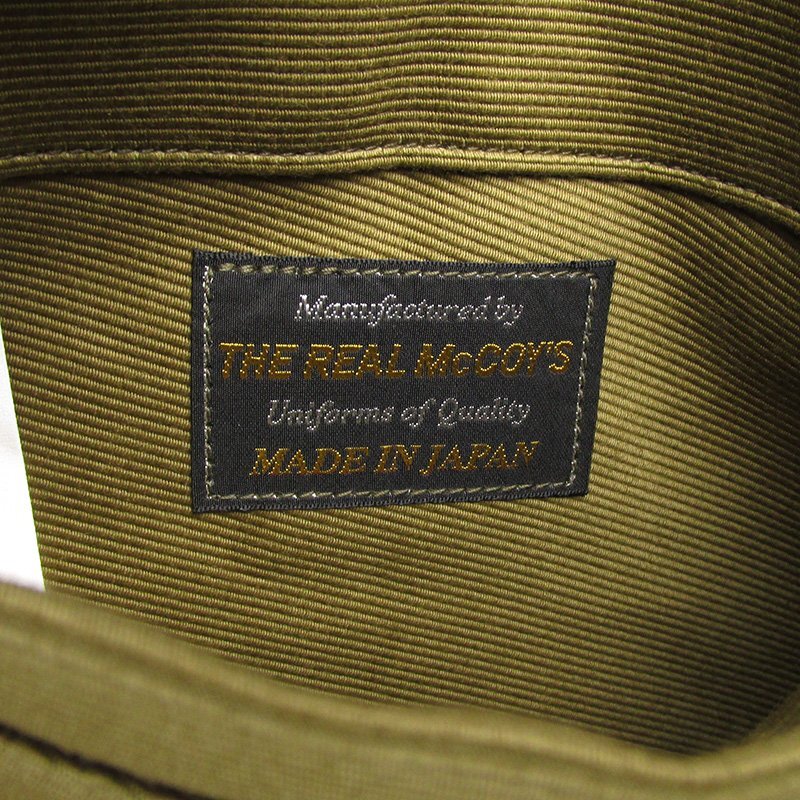 Manufactured by
THE REAL McCOY'S
Uniforms of Quality
MADE IN JAPAN